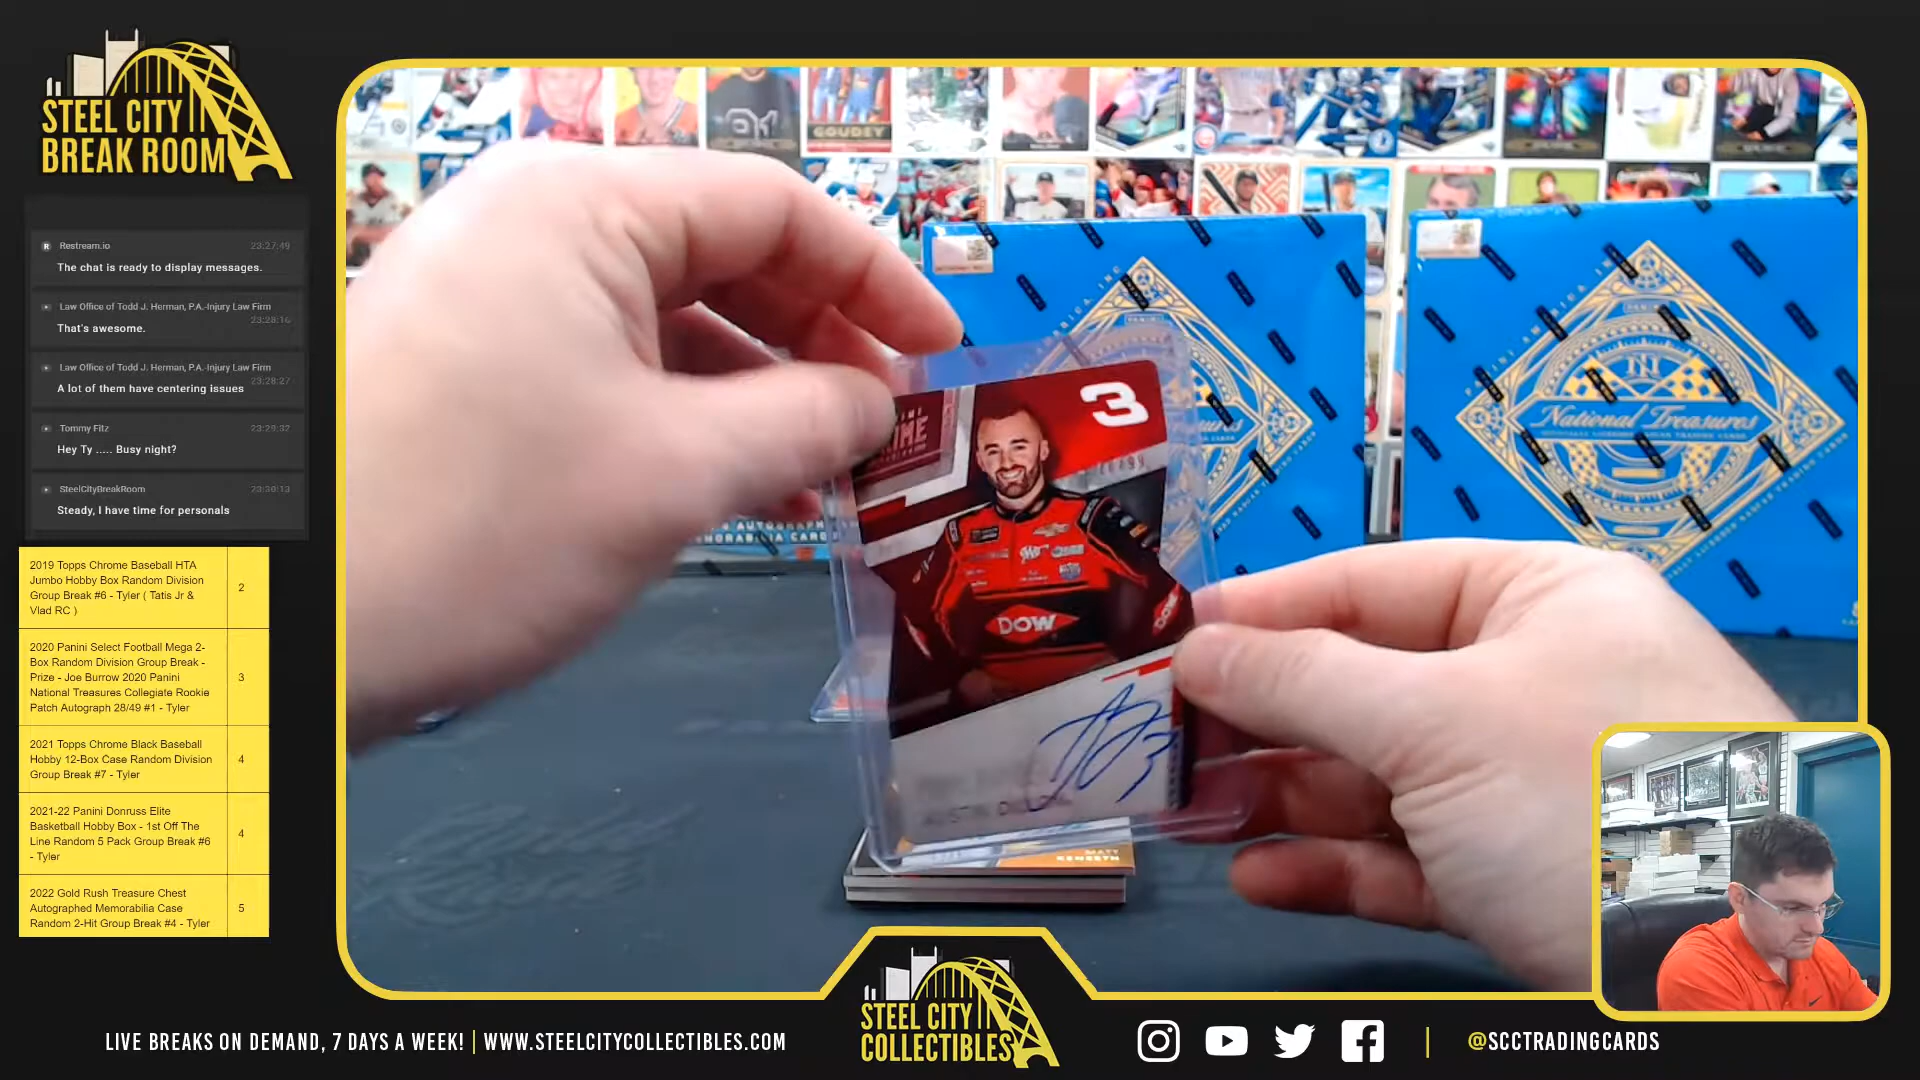 STEEL CITY
BREAK ROOM
Restream.io 23:27:49
The chat is ready to display messages.
Law Office of Todd J. Herman, P.A.-Injury Law Firm
23:28:16
That's awesome.
Law Office of Todd J. Herman, P.A.-Injury Law Firm
23:28:27
A lot of them have centering issues
Tommy Fitz 23:29:32
Hey Ty ..... Busy night?
SteelCityBreakRoom 23:30:13
Steady, I have time for personals
2019 Topps Chrome Baseball HTA
Jumbo Hobby Box Random Division
Group Break #6 - Tyler ( Tatis Jr &
Vlad RC )
2
2020 Panini Select Football Mega 2-
Box Random Division Group Break -
Prize - Joe Burrow 2020 Panini
National Treasures Collegiate Rookie
Patch Autograph 28/49 #1 - Tyler
3
2021 Topps Chrome Black Baseball
Hobby 12-Box Case Random Division
Group Break #7 - Tyler
4
2021-22 Panini Donruss Elite
Basketball Hobby Box - 1st Off The
Line Random 5 Pack Group Break #6
- Tyler
4
2022 Gold Rush Treasure Chest
Autographed Memorabilia Case
Random 2-Hit Group Break #4 - Tyler
5
GOUDEY
PANINI AMERICA, INC
National Treasures
3
DOW
AUSTIN DILLON
MATT
KENSETH
STEEL CITY
COLLECTIBLES
LIVE BREAKS ON DEMAND, 7 DAYS A WEEK! | WWW.STEELCITYCOLLECTIBLES.COM
@SCCTRADINGCARDS